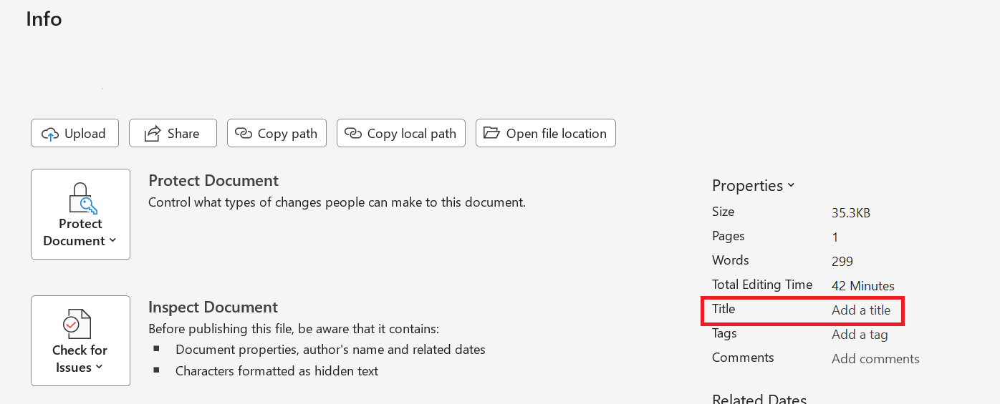 Info
Upload
Share
Copy path
Copy local path
Open file location
Protect Document
Protect Document
Control what types of changes people can make to this document.
Check for Issues
Inspect Document
Before publishing this file, be aware that it contains:
Document properties, author's name and related dates
Characters formatted as hidden text
Properties
Size 35.3KB
Pages 1
Words 299
Total Editing Time 42 Minutes
Title Add a title
Tags Add a tag
Comments Add comments
Related Dates